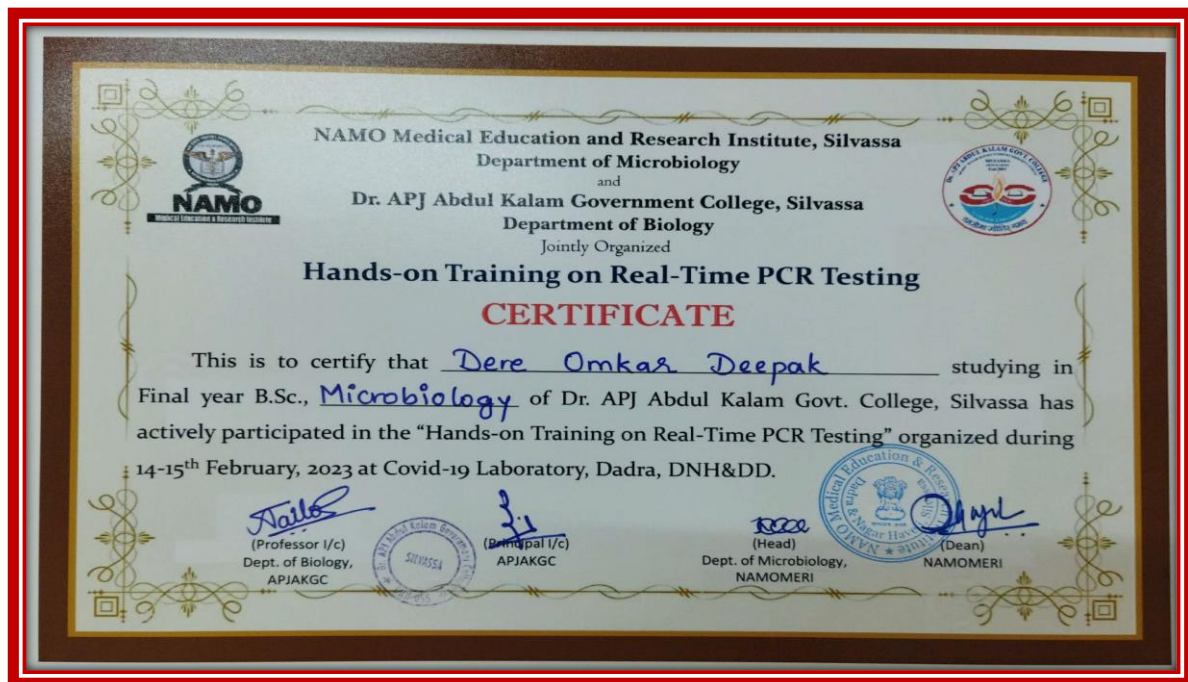 NAMO Medical Education and Research Institute, Silvassa
Department of Microbiology
and
Dr. APJ Abdul Kalam Government College, Silvassa
Department of Biology
Jointly Organized
NAMO
Medical Education & Research Institute
Hands-on Training on Real-Time PCR Testing
CERTIFICATE
This is to certify that Dere Omkar Deepak studying in
Final year B.Sc., Microbiology of Dr. APJ Abdul Kalam Govt. College, Silvassa has
actively participated in the “Hands-on Training on Real-Time PCR Testing” organized during
14-15th February, 2023 at Covid-19 Laboratory, Dadra, DNH&DD.
(Professor I/c)
Dept. of Biology,
APJAKGC
SILVASSA
(Principal I/c)
APJAKGC
(Head)
Dept. of Microbiology,
NAMOMERI
(Dean)
NAMOMERI